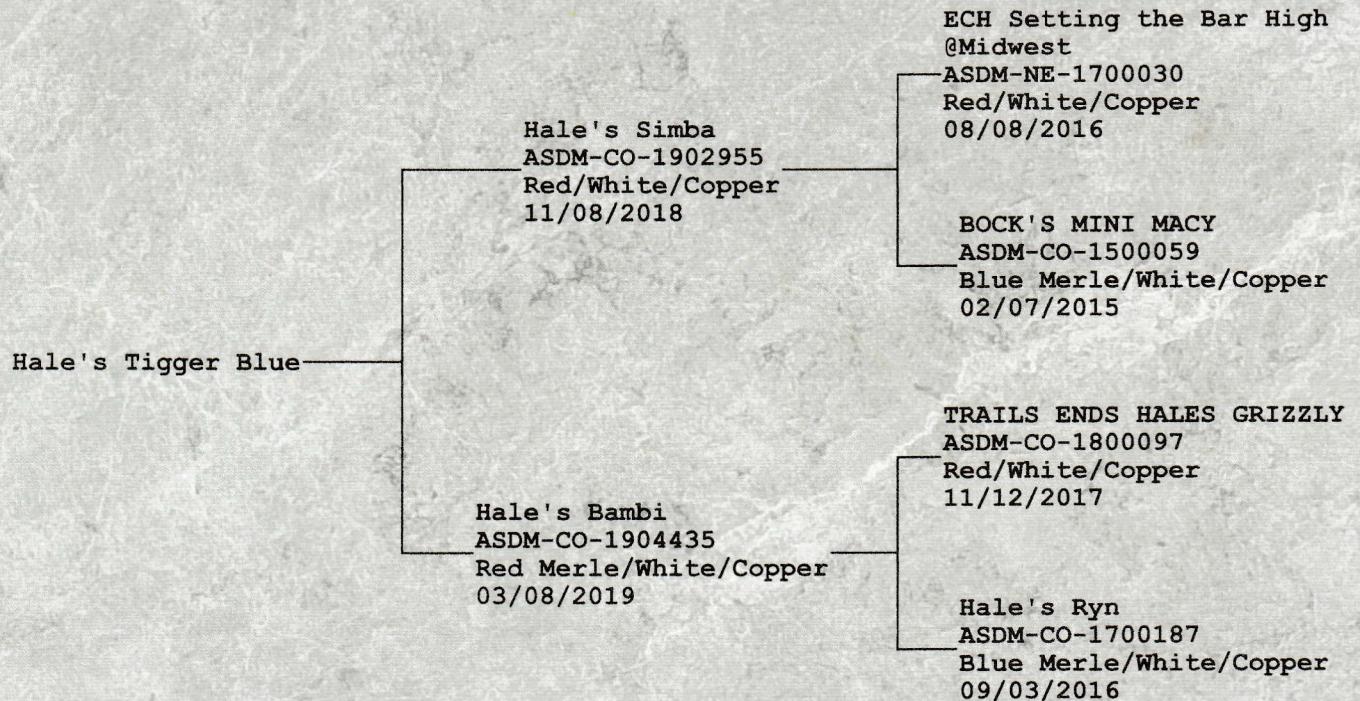 ECH Setting the Bar High
@Midwest
ASDM-NE-1700030
Red/White/Copper
08/08/2016
Hale's Simba
ASDM-CO-1902955
Red/White/Copper
11/08/2018
BOCK'S MINI MACY
ASDM-CO-1500059
Blue Merle/White/Copper
02/07/2015
Hale's Tigger Blue
TRAILS ENDS HALES GRIZZLY
ASDM-CO-1800097
Red/White/Copper
11/12/2017
Hale's Bambi
ASDM-CO-1904435
Red Merle/White/Copper
03/08/2019
Hale's Ryn
ASDM-CO-1700187
Blue Merle/White/Copper
09/03/2016